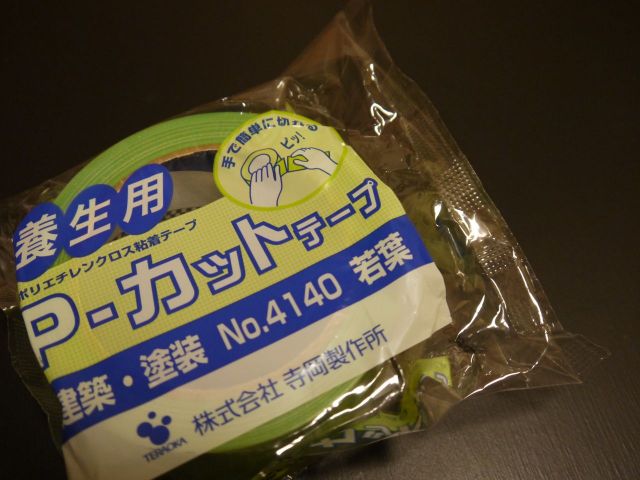 養生用
手で簡単に切れる
ピッ!
ポリエチレンクロス粘着テープ
P-カットテープ
建築・塗装 No.4140 若葉
TERAOKA
株式会社 寺岡製作所